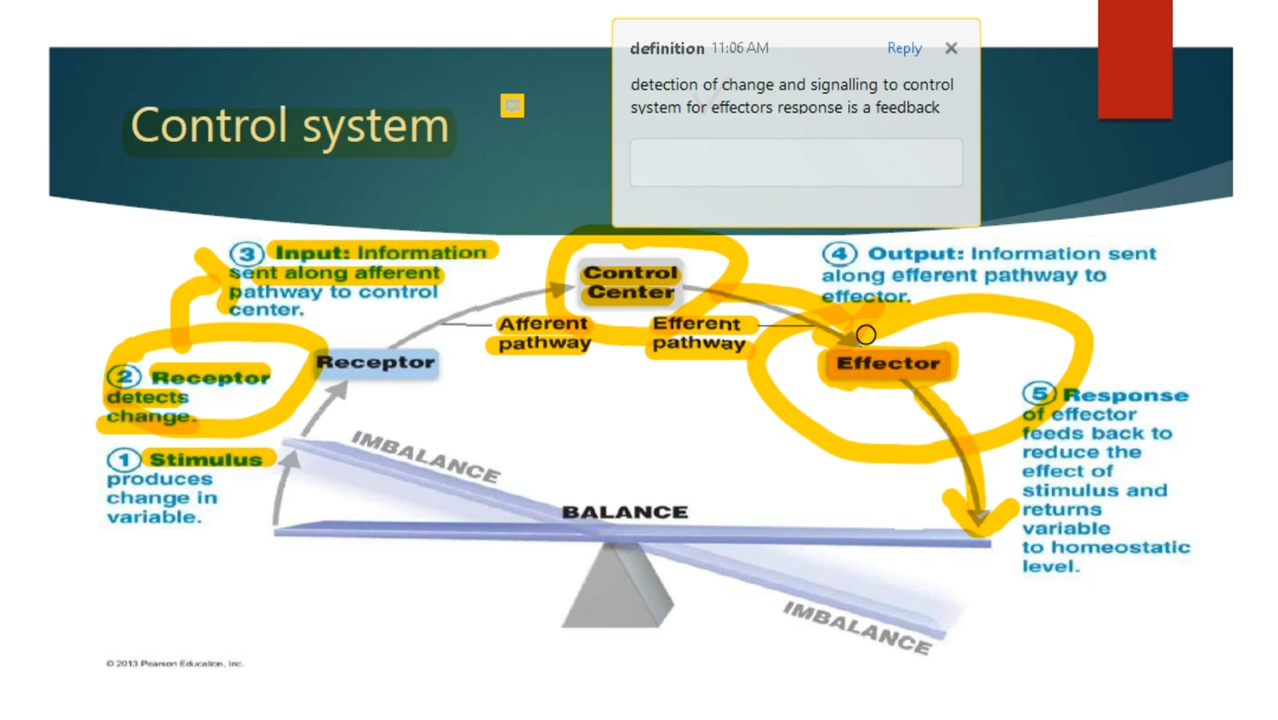 definition 11:06 AM Reply
detection of change and signalling to control
system for effectors response is a feedback
Control system
3 Input: Information
sent along afferent
pathway to control
center.
Control
Center
4 Output: Information sent
along efferent pathway to
effector.
Afferent
pathway
Efferent
pathway
Receptor
Effector
2 Receptor
detects
change.
1 Stimulus
produces
change in
variable.
IMBALANCE
BALANCE
5 Response
of effector
feeds back to
reduce the
effect of
stimulus and
returns
variable
to homeostatic
level.
IMBALANCE
© 2013 Pearson Education, Inc.